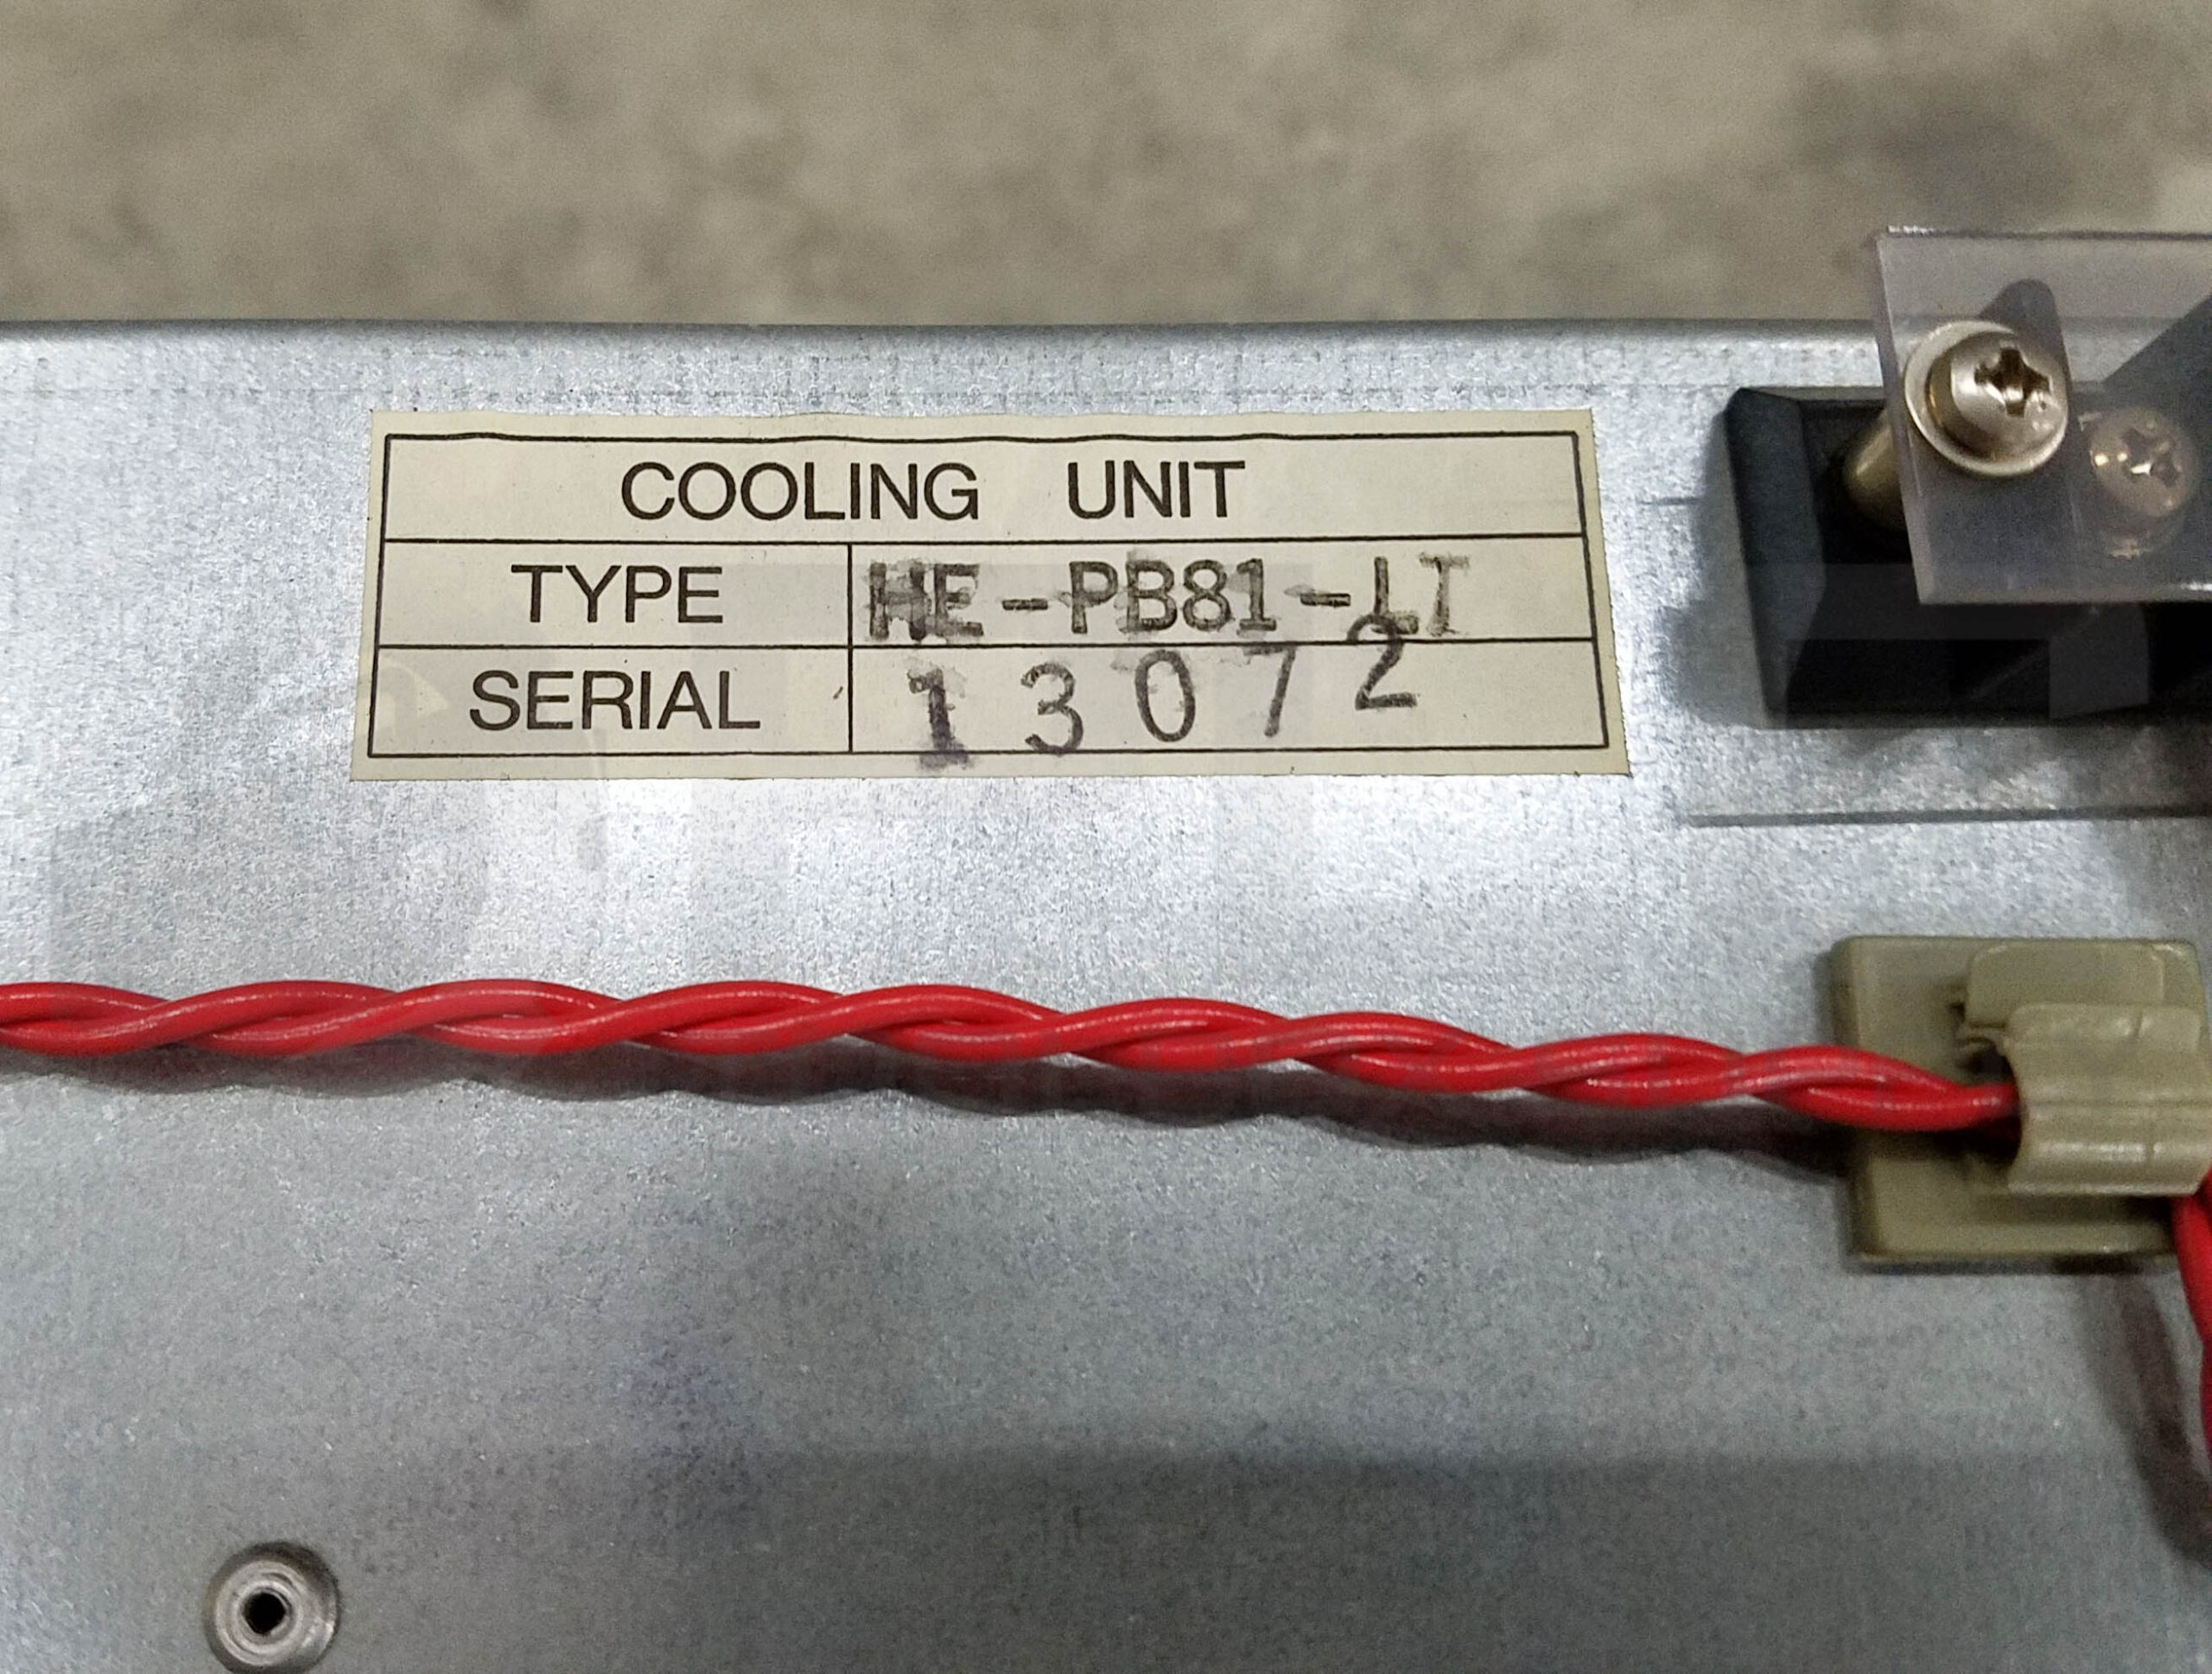 COOLING UNIT
TYPE HE-PB81-LT
SERIAL 13072